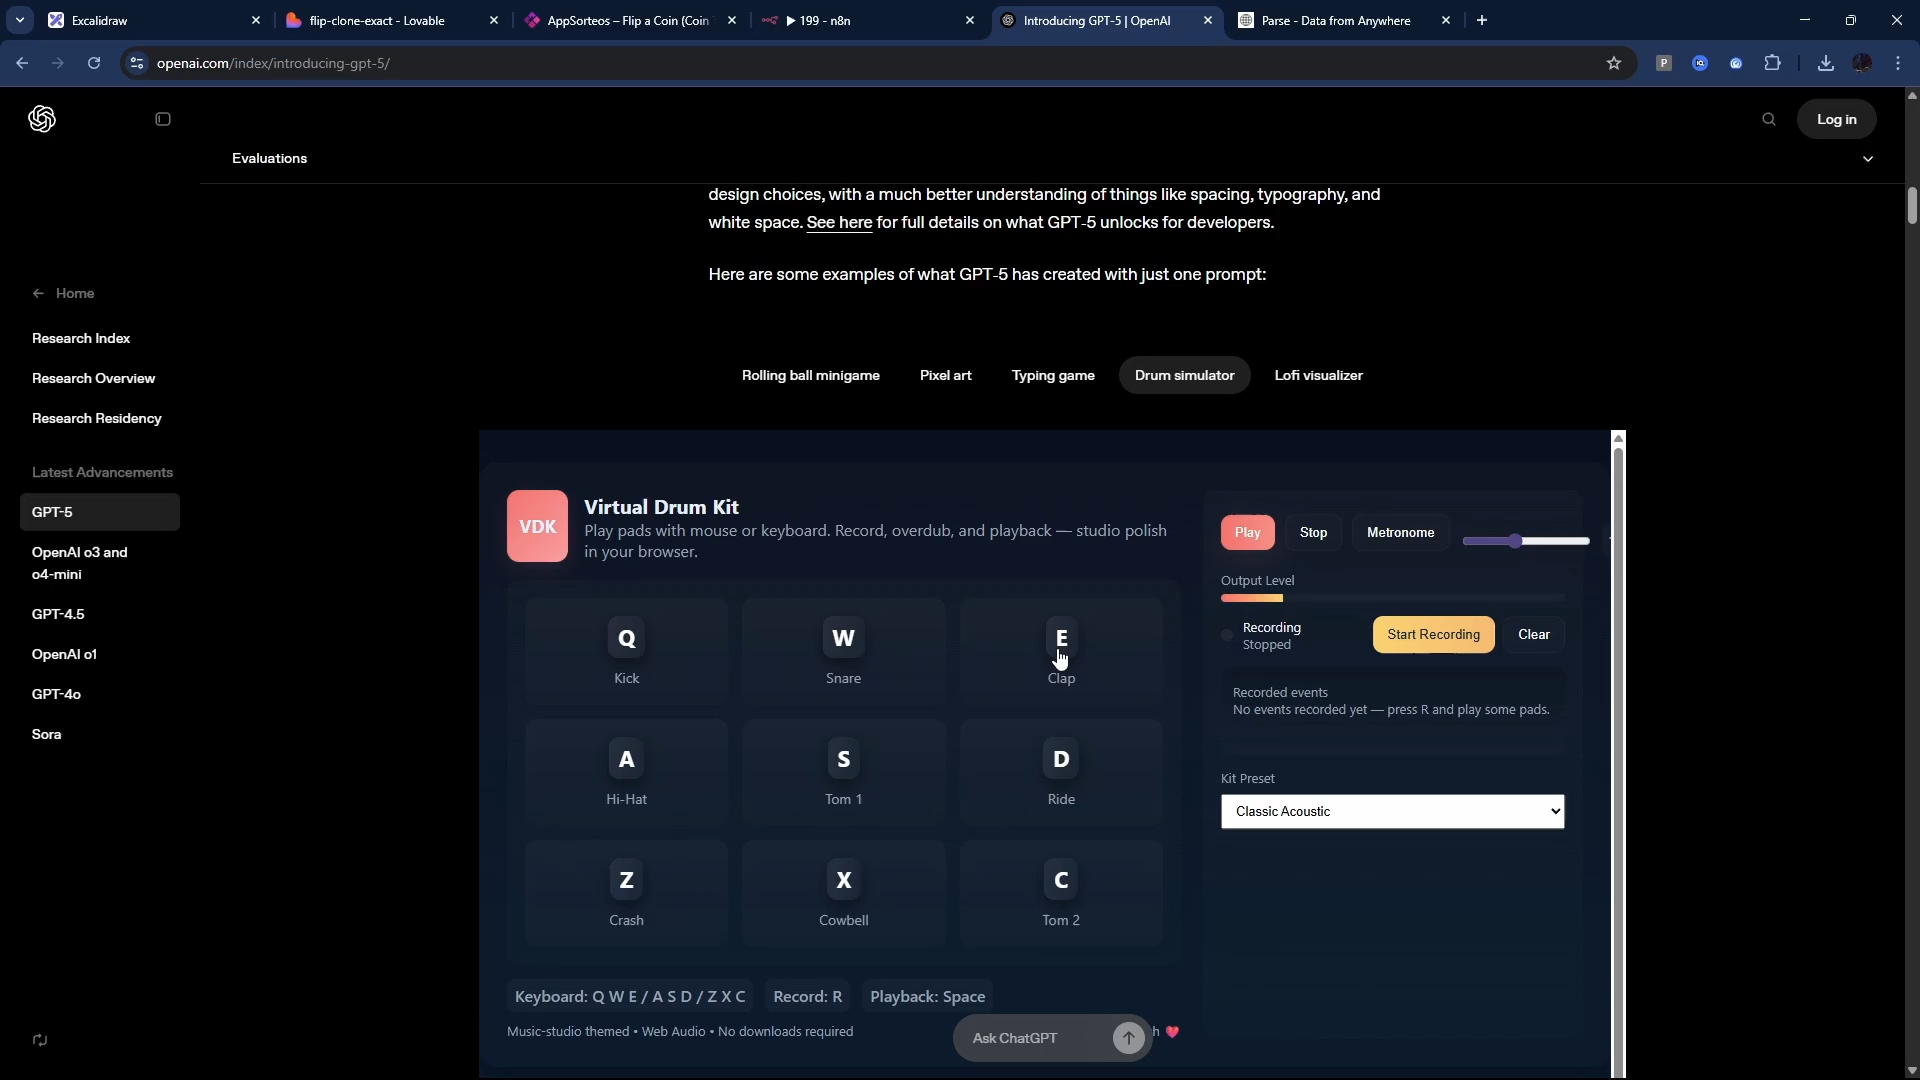 Excalidraw
flip-clone-exact - Lovable
AppSorteos – Flip a Coin (Coin
▶ 199 - n8n
Introducing GPT-5 | OpenAI
Parse - Data from Anywhere
openai.com/index/introducing-gpt-5/
Log in
Evaluations
design choices, with a much better understanding of things like spacing, typography, and
white space. See here for full details on what GPT-5 unlocks for developers.
Here are some examples of what GPT-5 has created with just one prompt:
Home
Research Index
Research Overview
Research Residency
Latest Advancements
GPT-5
OpenAI o3 and
o4-mini
GPT-4.5
OpenAI o1
GPT-4o
Sora
Rolling ball minigame
Pixel art
Typing game
Drum simulator
Lofi visualizer
VDK
Virtual Drum Kit
Play pads with mouse or keyboard. Record, overdub, and playback — studio polish
in your browser.
Q
Kick
W
Snare
E
Clap
A
Hi-Hat
S
Tom 1
D
Ride
Z
Crash
X
Cowbell
C
Tom 2
Keyboard: Q W E / A S D / Z X C
Record: R
Playback: Space
Music-studio themed • Web Audio • No downloads required
h ❤
Play
Stop
Metronome
Output Level
Recording
Stopped
Start Recording
Clear
Recorded events
No events recorded yet — press R and play some pads.
Kit Preset
Classic Acoustic
Ask ChatGPT